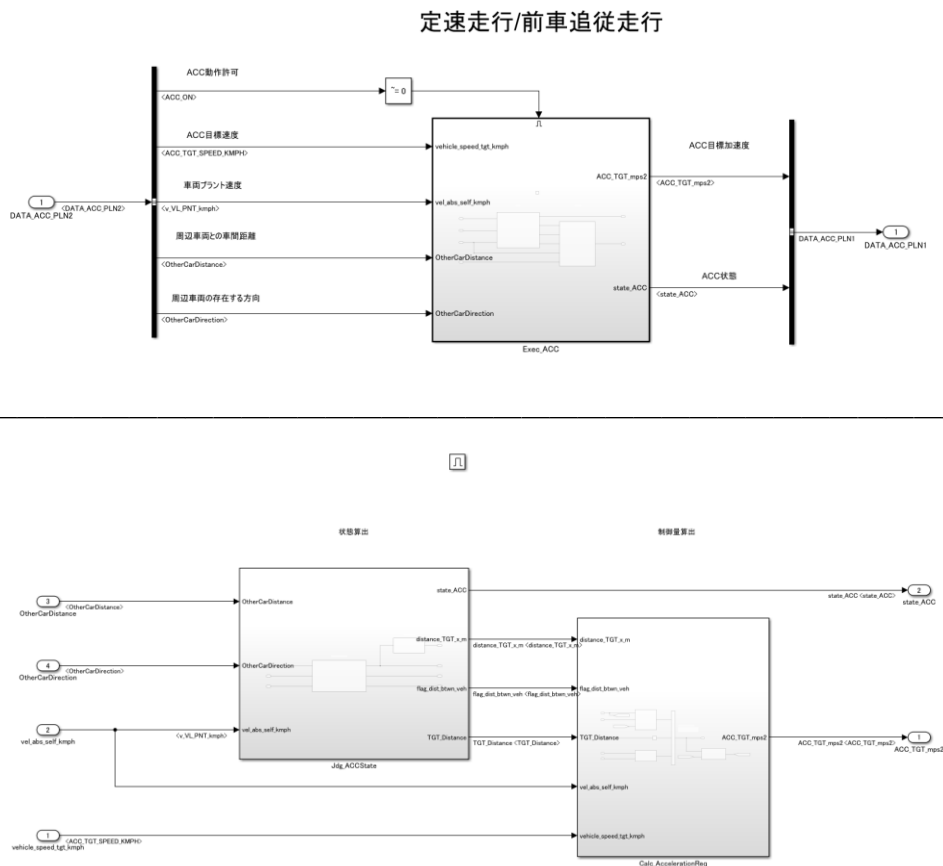 定速走行/前車追従走行
ACC動作許可
<ACC_ON>
~= 0
ACC目標速度
<ACC_TGT_SPEED_KMPH>
vehicle_speed_tgt_kmph
ACC目標加速度
ACC_TGT_mps2
<ACC_TGT_mps2>
車両プラント速度
1
<DATA_ACC_PLN2>
DATA_ACC_PLN2
<v_VL_PNT_kmph>
vel_abs_self_kmph
周辺車両との車間距離
<OtherCarDistance>
OtherCarDistance
1
DATA_ACC_PLN1
DATA_ACC_PLN1
ACC状態
state_ACC
<state_ACC>
周辺車両の存在する方向
<OtherCarDirection>
OtherCarDirection
Exec_ACC
状態算出
制御量算出
3
<OtherCarDistance>
OtherCarDistance
OtherCarDistance
state_ACC
state_ACC <state_ACC>
2
state_ACC
distance_TGT_x_m
distance_TGT_x_m <distance_TGT_x_m>
distance_TGT_x_m
4
<OtherCarDirection>
OtherCarDirection
OtherCarDirection
flag_dist_btwn_veh
flag_dist_btwn_veh <flag_dist_btwn_veh>
flag_dist_btwn_veh
2
<v_VL_PNT_kmph>
vel_abs_self_kmph
vel_abs_self_kmph
TGT_Distance
TGT_Distance <TGT_Distance>
TGT_Distance
ACC_TGT_mps2
ACC_TGT_mps2 <ACC_TGT_mps2>
1
ACC_TGT_mps2
Jdg_ACCState
vel_abs_self_kmph
1
<ACC_TGT_SPEED_KMPH>
vehicle_speed_tgt_kmph
vehicle_speed_tgt_kmph
Calc_AccelerationReq